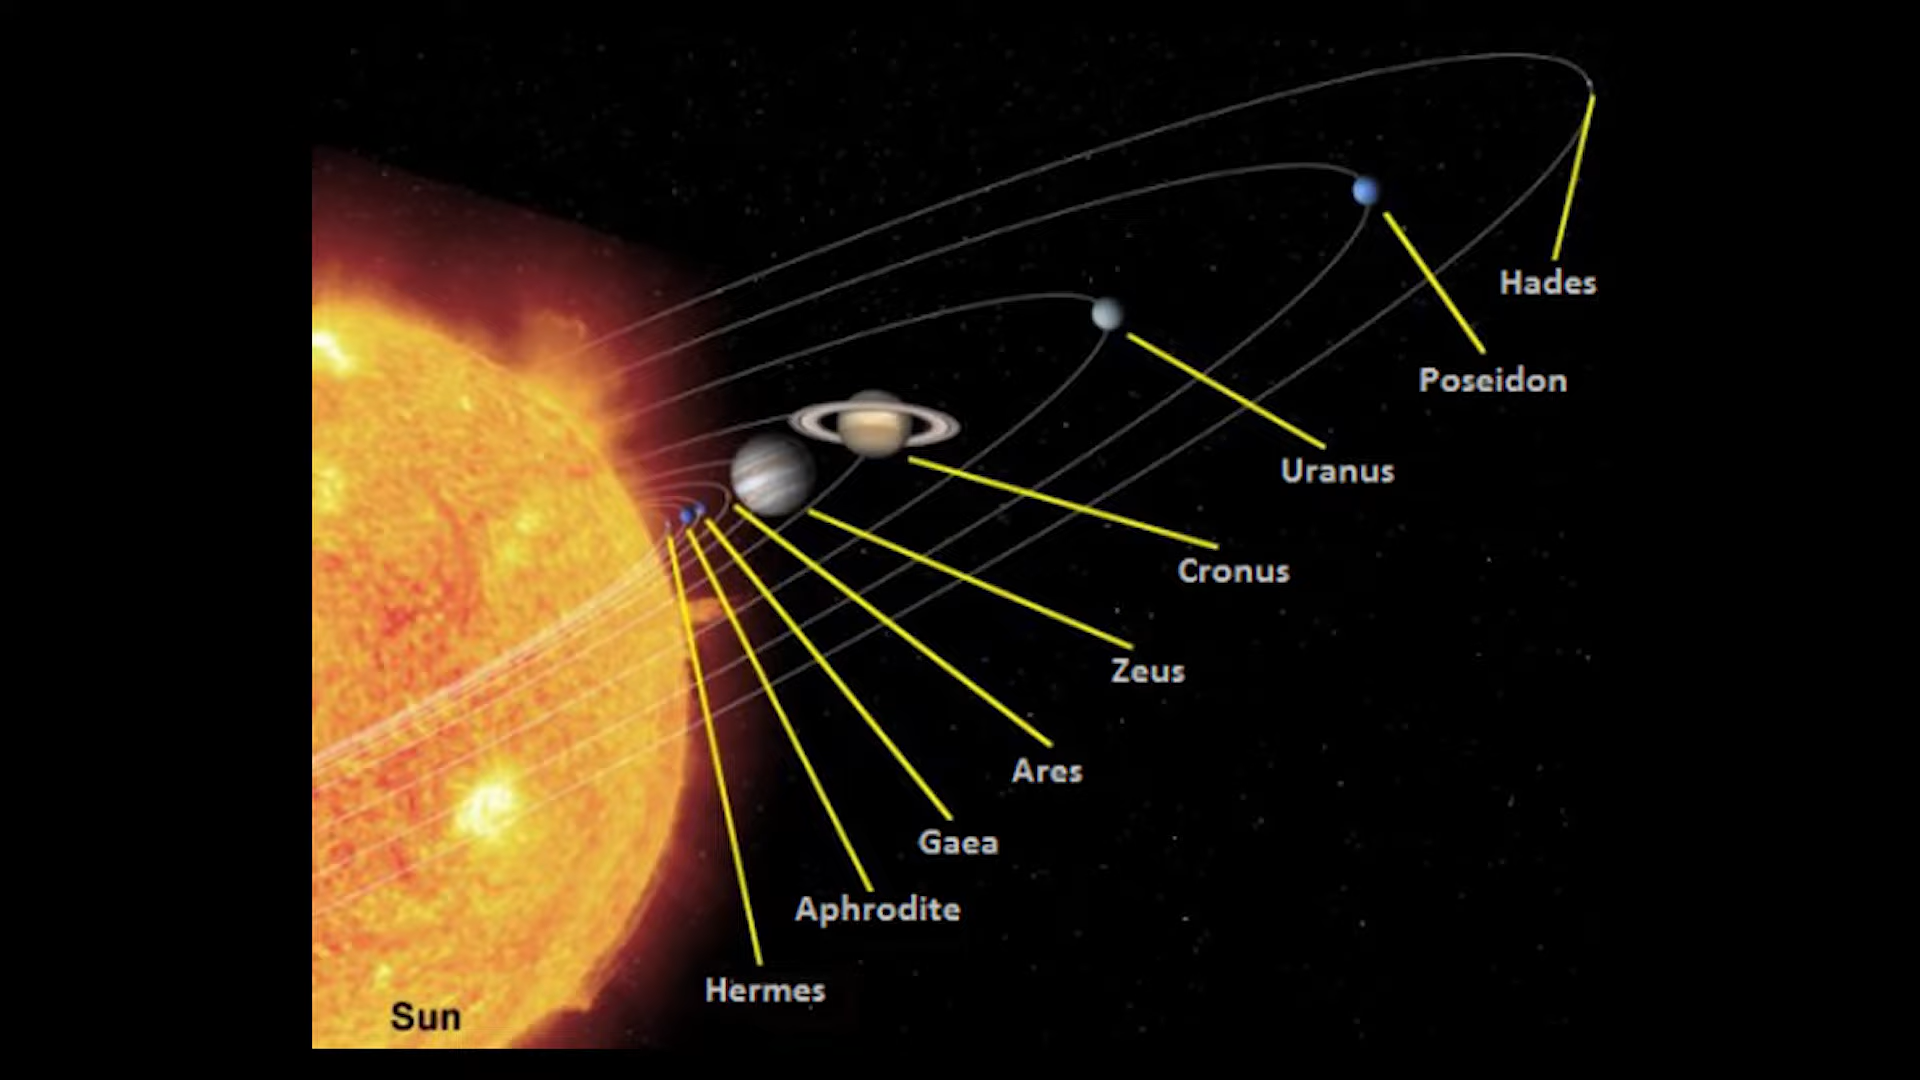 Hades
Poseidon
Uranus
Cronus
Zeus
Ares
Gaea
Aphrodite
Hermes
Sun